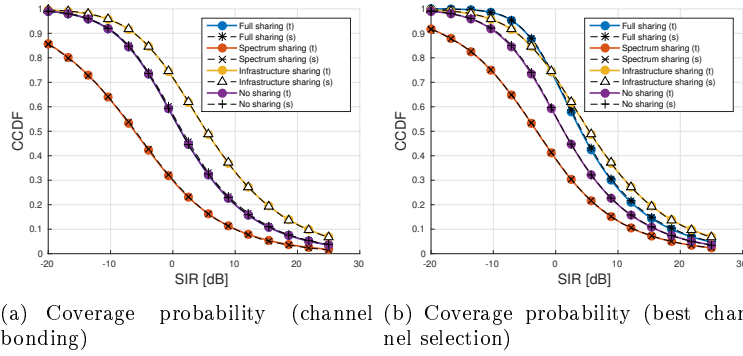 1
0.9
0.8
0.7
0.6
0.5
0.4
0.3
0.2
0.1
0
-20
-10
0
10
20
30
CCDF
SIR [dB]
Full sharing (t)
Full sharing (s)
Spectrum sharing (t)
Spectrum sharing (s)
Infrastructure sharing (t)
Infrastructure sharing (s)
No sharing (t)
No sharing (s)
(a) Coverage probability (channel
bonding)
1
0.9
0.8
0.7
0.6
0.5
0.4
0.3
0.2
0.1
0
-20
-10
0
10
20
30
CCDF
SIR [dB]
Full sharing (t)
Full sharing (s)
Spectrum sharing (t)
Spectrum sharing (s)
Infrastructure sharing (t)
Infrastructure sharing (s)
No sharing (t)
No sharing (s)
(b) Coverage probability (best chan
nel selection)